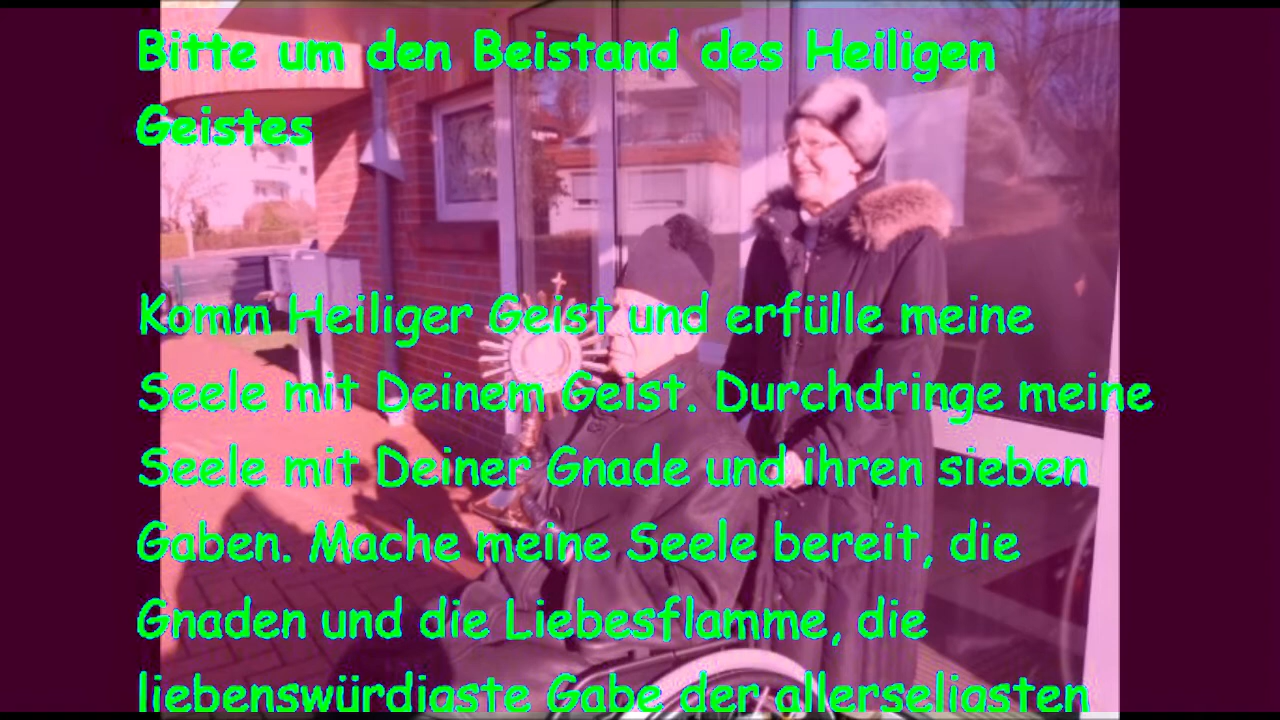 Bitte um den Beistand des Heiligen
Geistes
Komm Heiliger Geist und erfülle meine
Seele mit Deinem Geist. Durchdringe meine
Seele mit Deiner Gnade und ihren sieben
Gaben. Mache meine Seele bereit, die
Gnaden und die Liebesflamme, die
liebenswürdigste Gabe der allerseligsten